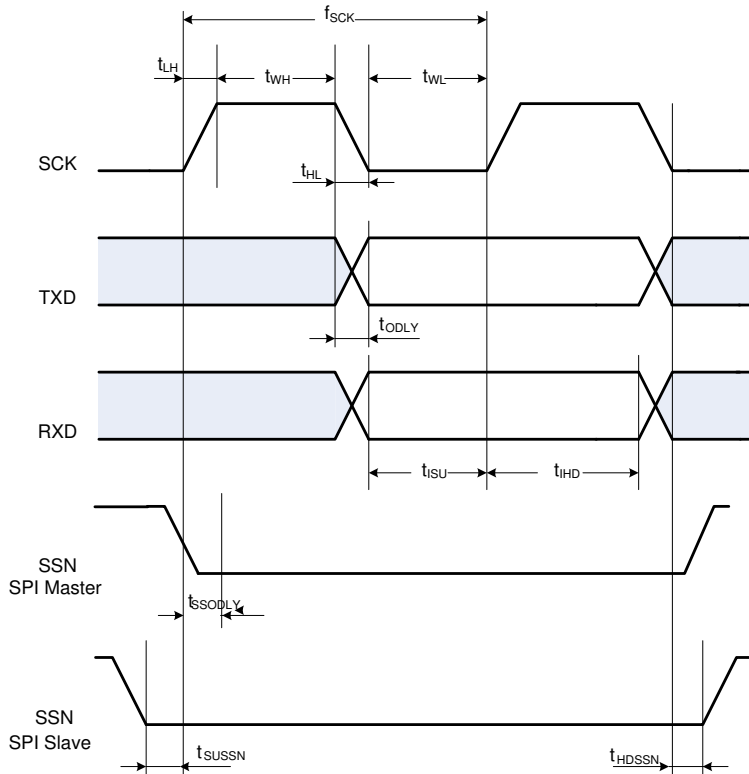 fSCK
tLH
tWH
tWL
SCK
tHL
TXD
tODLY
RXD
tISU
tIHD
SSN
SPI Master
tSSODLY
SSN
SPI Slave
tSUSSN
tHDSSN